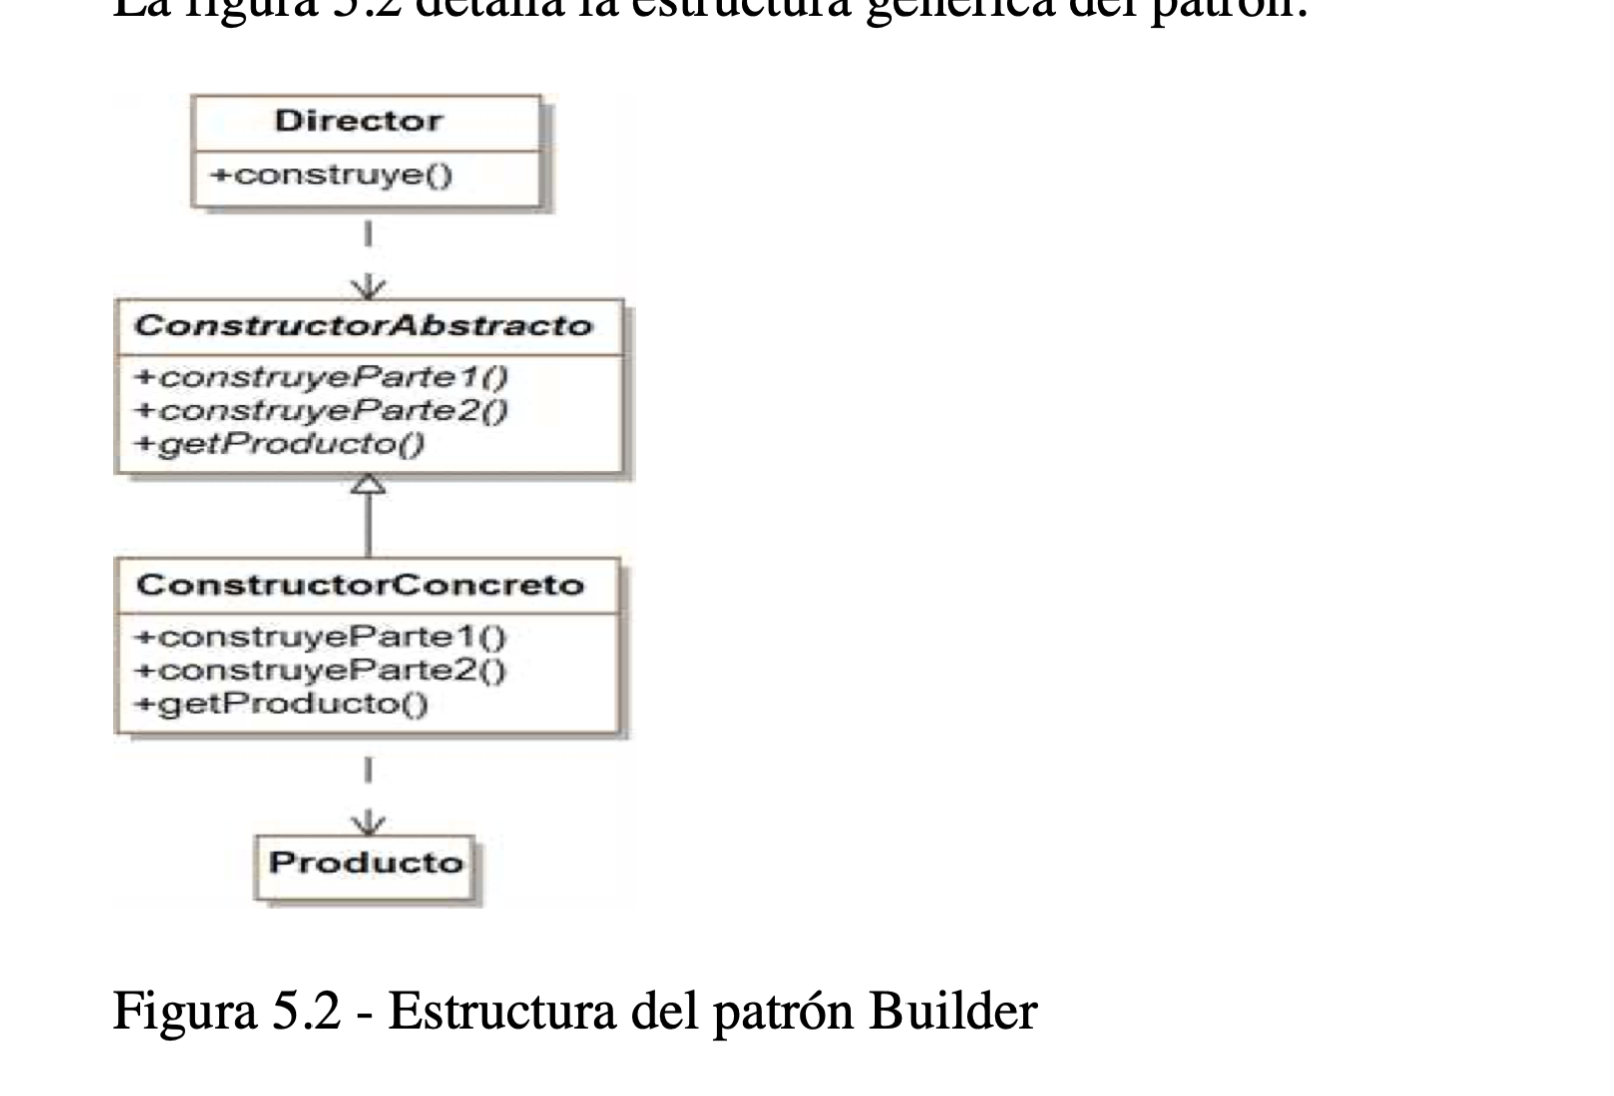 La figura 5.2 detalla la estructura genérica del patrón.
Director
+construye()
ConstructorAbstracto
+construyeParte1()
+construyeParte2()
+getProducto()
ConstructorConcreto
+construyeParte1()
+construyeParte2()
+getProducto()
Producto
Figura 5.2 - Estructura del patrón Builder